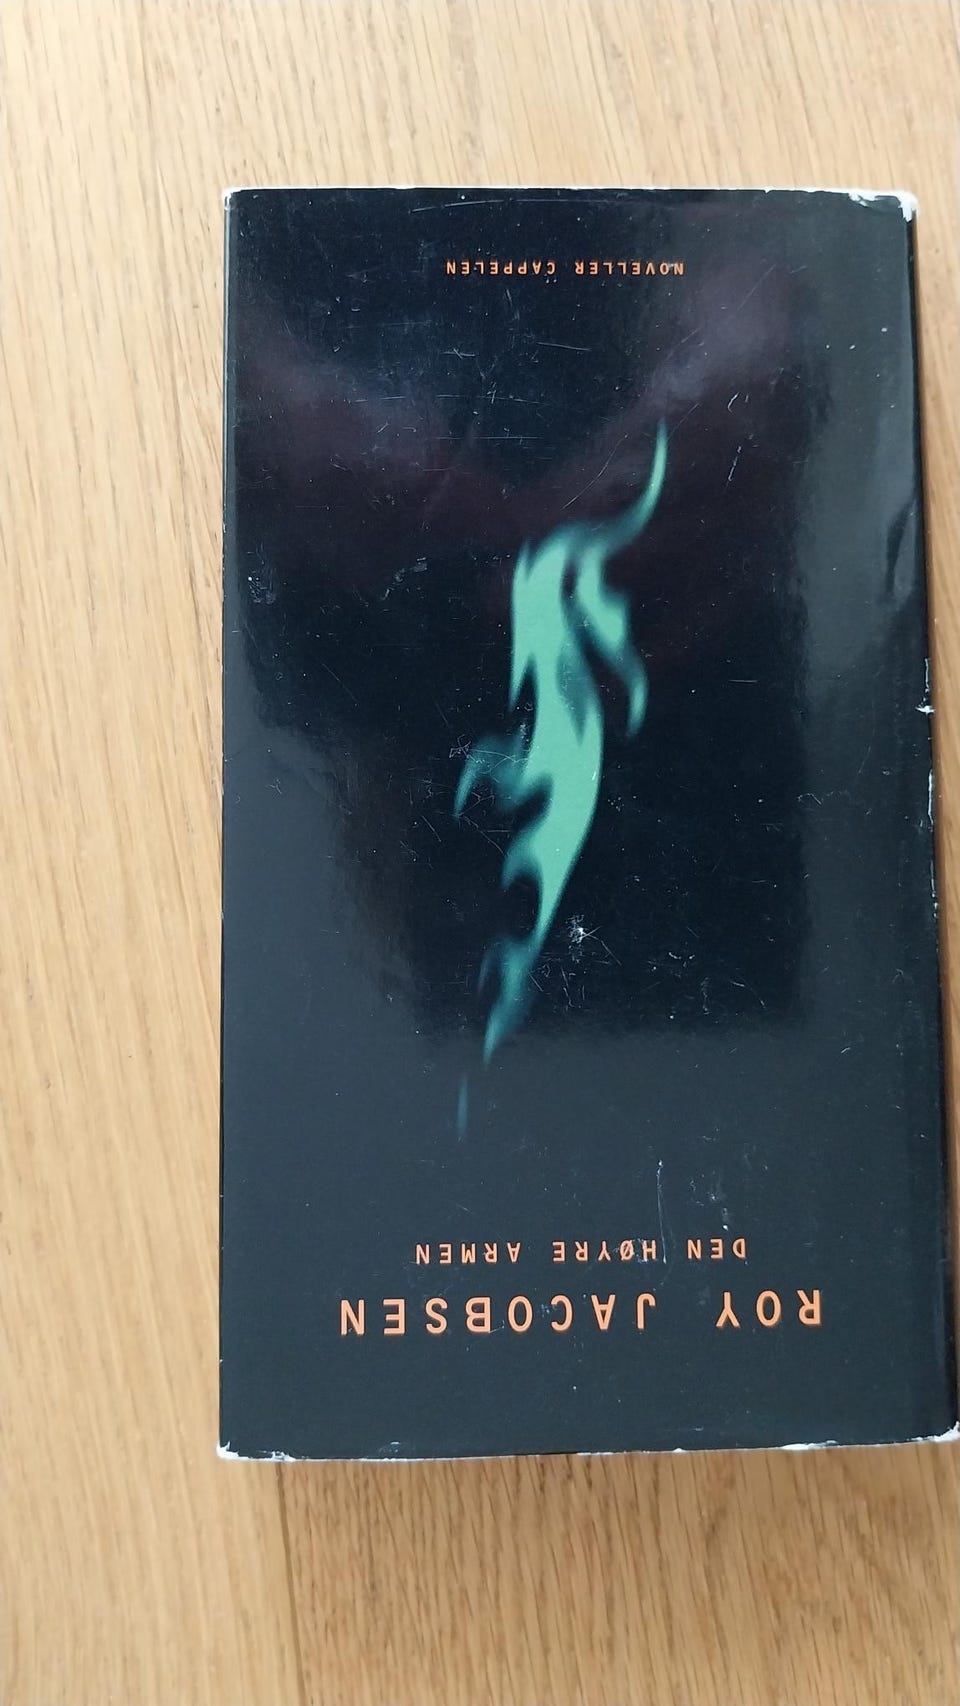 ROY JACOBSEN
DEN HØYRE ARMEN
NOVELLER CAPPELEN